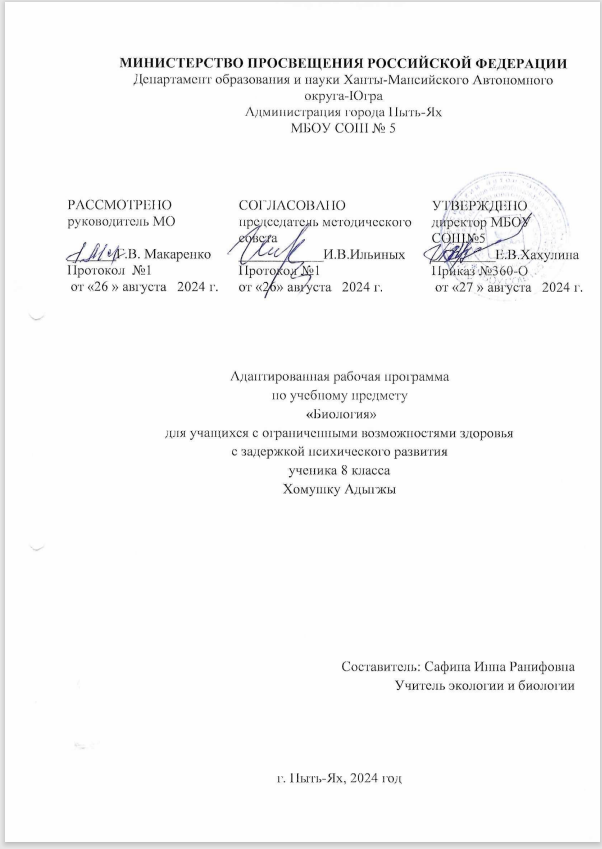 МИНИСТЕРСТВО ПРОСВЕЩЕНИЯ РОССИЙСКОЙ ФЕДЕРАЦИИ
Департамент образования и науки Ханты-Мансийского Автономного
округа-Югра
Администрация города Пыть-Ях
МБОУ СОШ № 5
РАССМОТРЕНО
руководитель МО
Г.В. Макаренко
Протокол №1
от «26 » августа 2024 г.
СОГЛАСОВАНО
председатель методического
совета
И.В.Ильиных
Протокол №1
от «26» августа 2024 г.
УТВЕРЖДЕНО
директор МБОУ
СОШ№5
Е.В.Хахулина
Приказ №360-О
от «27 » августа 2024 г.
Адаптированная рабочая программа
по учебному предмету
«Биология»
для учащихся с ограниченными возможностями здоровья
с задержкой психического развития
ученика 8 класса
Хомушку Адыгжы
Составитель: Сафина Инна Ранифовна
Учитель экологии и биологии
г. Пыть-Ях, 2024 год